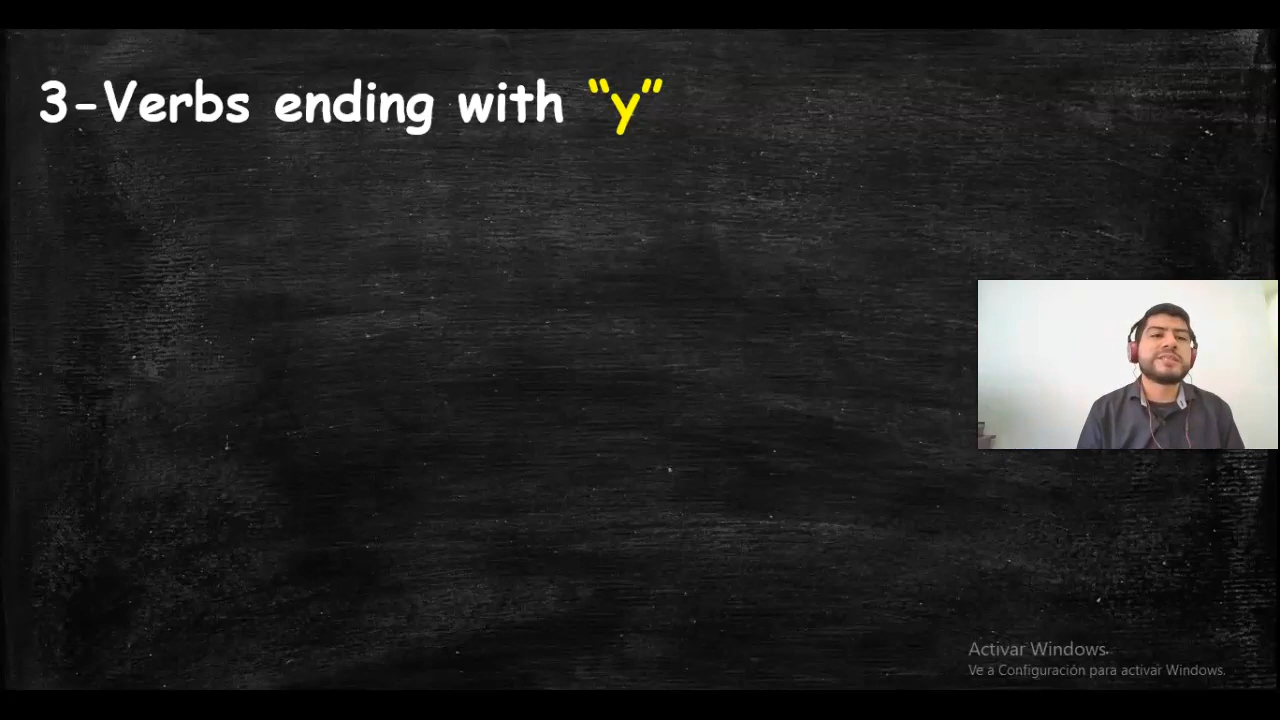 3-Verbs ending with “y”
Activar Windows
Ve a Configuración para activar Windows.